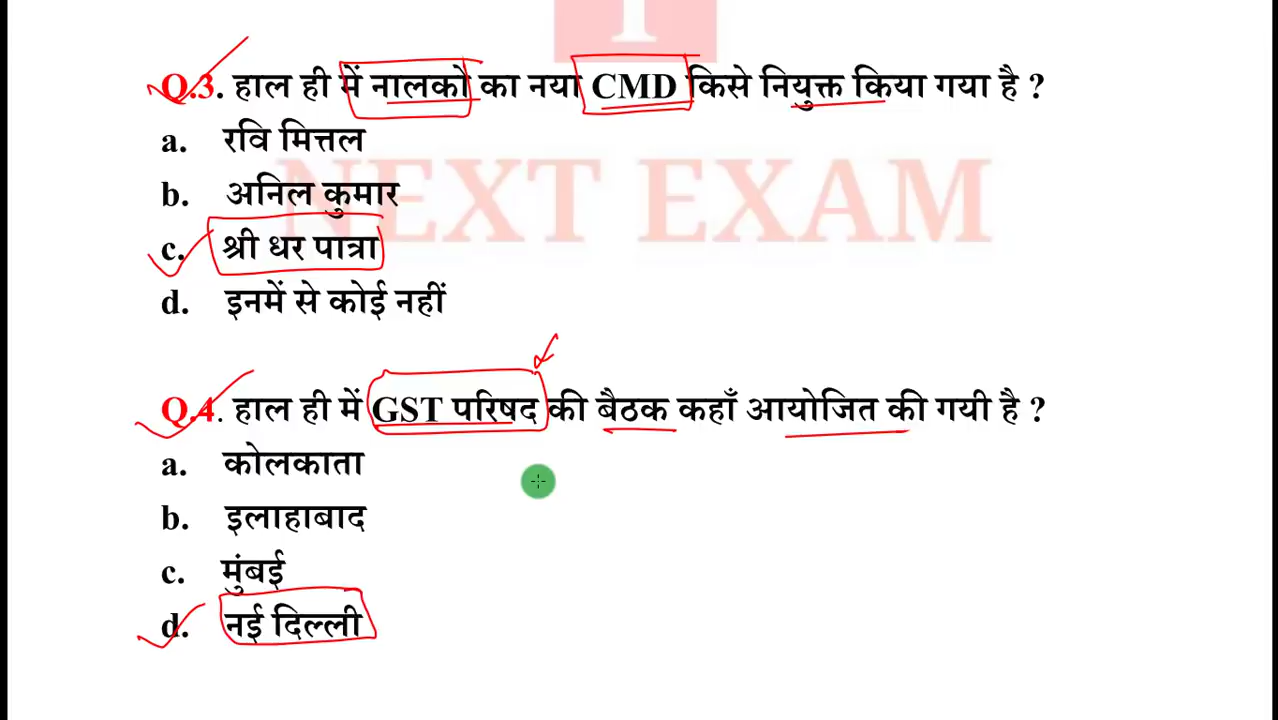 Q.3. हाल ही में नालको का नया CMD किसे नियुक्त किया गया है ?
a. रवि मित्तल
b. अनिल कुमार
NEXT EXAM
c. श्री धर पात्रा
d. इनमें से कोई नहीं
Q.4. हाल ही में GST परिषद की बैठक कहाँ आयोजित की गयी है ?
a. कोलकाता
b. इलाहाबाद
c. मुंबई
d. नई दिल्ली